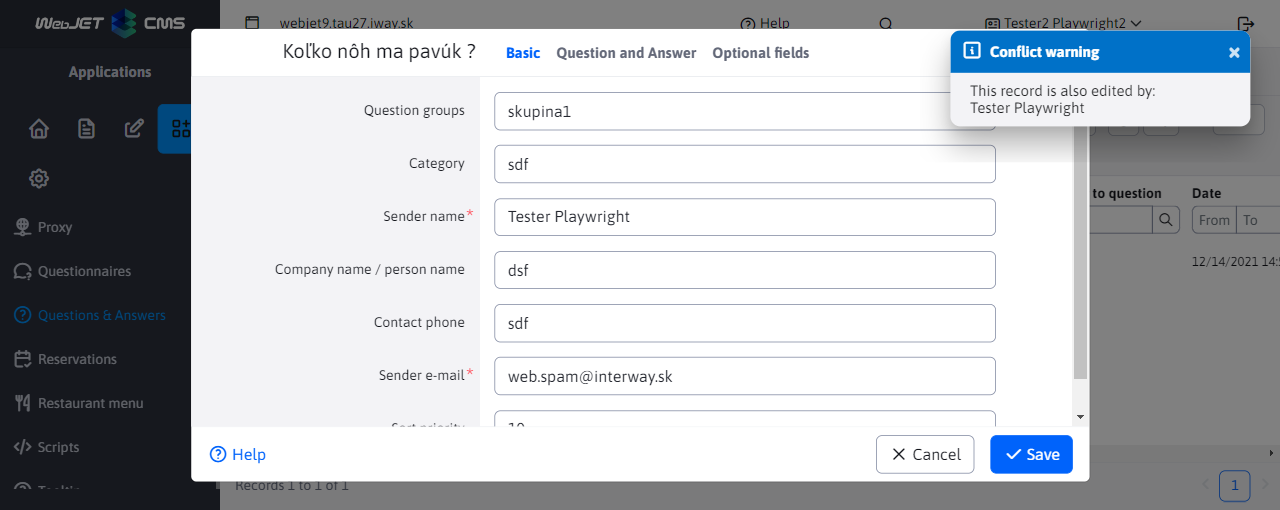 WebJET CMS
webjet9.tau27.iway.sk
Help
Tester2 Playwright2
Applications
Proxy
Questionnaires
Questions & Answers
Reservations
Restaurant menu
Scripts
Koľko nôh ma pavúk ?
Basic
Question and Answer
Optional fields
Conflict warning
This record is also edited by:
Tester Playwright
Question groups
skupina1
Category
sdf
Sender name*
Tester Playwright
Company name / person name
dsf
Contact phone
sdf
Sender e-mail*
web.spam@interway.sk
Sort priority
10
to question
Date
From
To
12/14/2021 14:
Help
Cancel
Save
Records 1 to 1 of 1
1